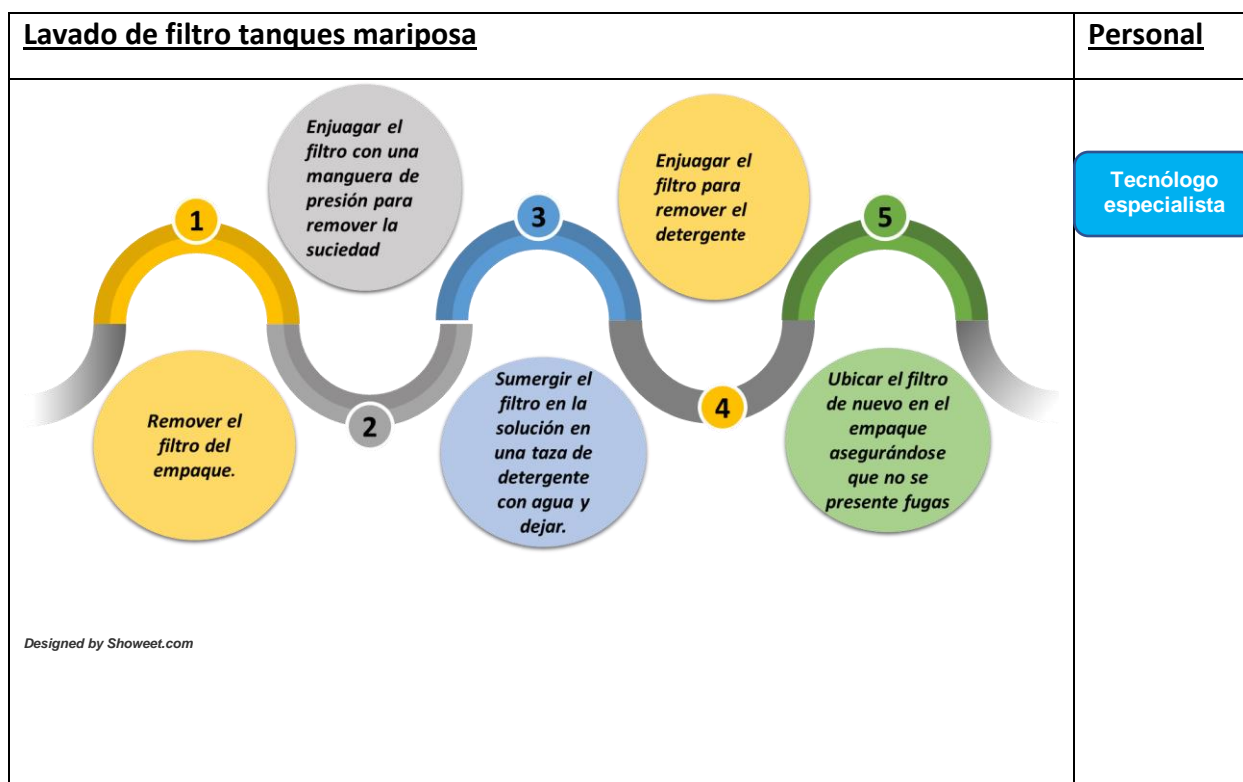 Lavado de filtro tanques mariposa
Personal
1
Remover el
filtro del
empaque.
2
Enjuagar el
filtro con una
manguera de
presión para
remover la
suciedad
3
Sumergir el
filtro en la
solución en
una taza de
detergente
con agua y
dejar.
4
Enjuagar el
filtro para
remover el
detergente
5
Ubicar el filtro
de nuevo en el
empaque
asegurándose
que no se
presente fugas
Tecnólogo
especialista
Designed by Showeet.com